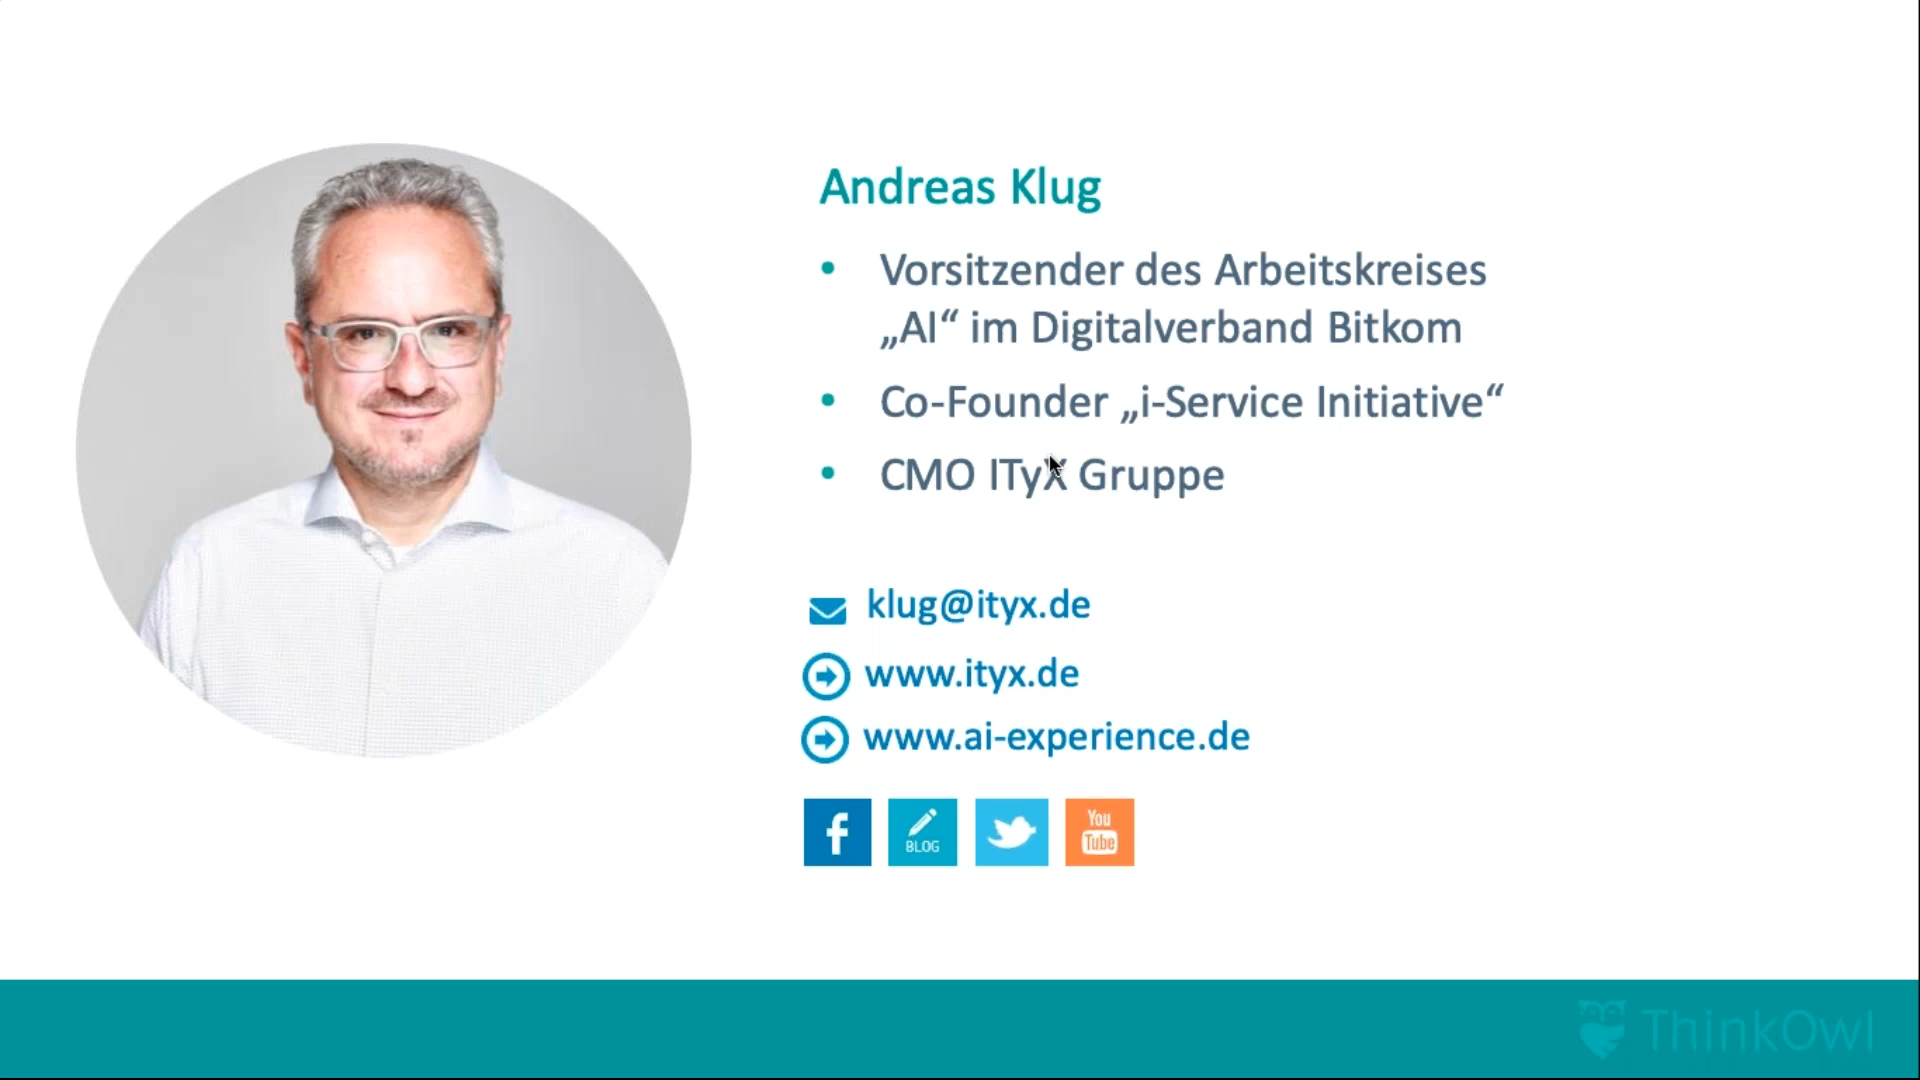 Andreas Klug
• Vorsitzender des Arbeitskreises
„AI“ im Digitalverband Bitkom
• Co-Founder „i-Service Initiative“
• CMO ITyX Gruppe
klug@ityx.de
www.ityx.de
www.ai-experience.de
f
BLOG
You
Tube
ThinkOwl